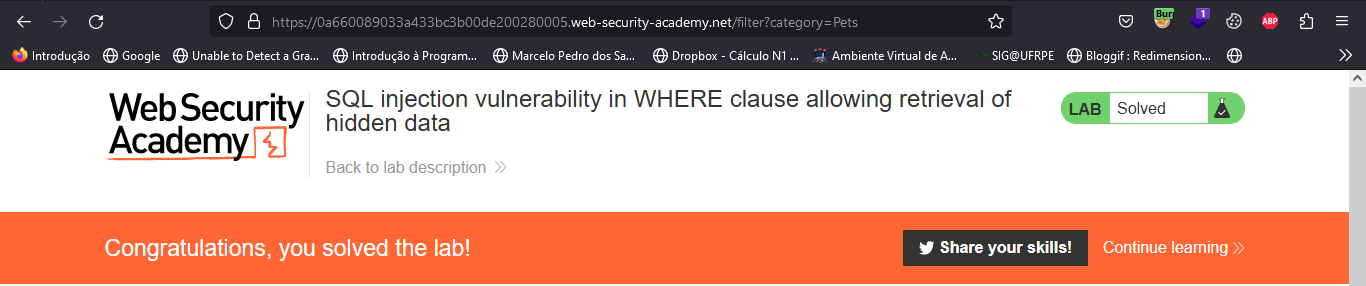 https://0a660089033a433bc3b00de200280005.web-security-academy.net/filter?category=Pets
Burp
1
ABP
Introdução Google Unable to Detect a Gra... Introdução à Program... Marcelo Pedro dos Sa... Dropbox - Cálculo N1 ... Ambiente Virtual de A... SIG@UFRPE Bloggif : Redimension...
Web Security
Academy
SQL injection vulnerability in WHERE clause allowing retrieval of
hidden data
Back to lab description
LAB Solved
Congratulations, you solved the lab!
Share your skills!
Continue learning